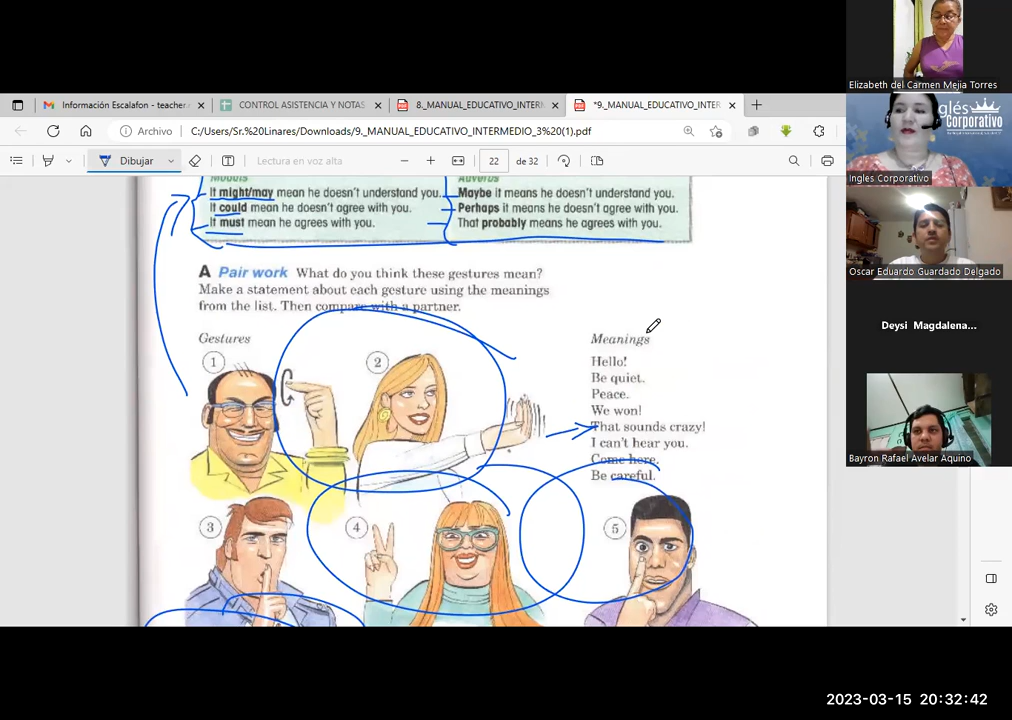 Información Escalafon - teacher.
CONTROL ASISTENCIA Y NOTAS
8._MANUAL_EDUCATIVO_INTERM
*9._MANUAL_EDUCATIVO_INTER
Archivo
C:/Users/Sr.%20Linares/Downloads/9._MANUAL_EDUCATIVO_INTERMEDIO_3%20(1).pdf
Dibujar
Lectura en voz alta
22
de 32
Modals
Adverbs
It might/may mean he doesn't understand you.
Maybe it means he doesn't understand you.
It could mean he doesn't agree with you.
Perhaps it means he doesn't agree with you.
It must mean he agrees with you.
That probably means he agrees with you.
A Pair work What do you think these gestures mean?
Make a statement about each gesture using the meanings
from the list. Then compare with a partner.
Gestures
1
2
3
4
5
Meanings
Hello!
Be quiet.
Peace.
We won!
That sounds crazy!
I can't hear you.
Come here.
Be careful.
Elizabeth del Carmen Mejia Torres
glés
Corporativo
Ingles Corporativo
Oscar Eduardo Guardado Delgado
Deysi Magdalena...
Bayron Rafael Avelar Aquino
2023-03-15 20:32:42